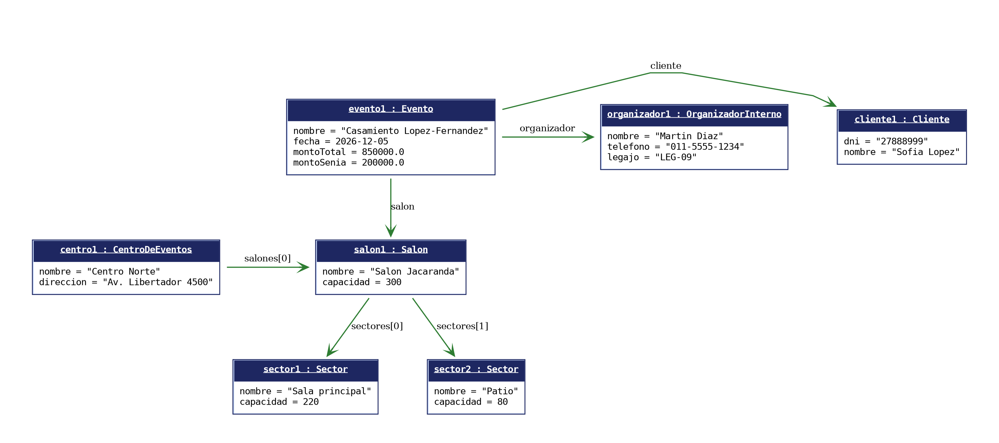 cliente
evento1 : Evento
nombre = "Casamiento Lopez-Fernandez"
fecha = 2026-12-05
montoTotal = 850000.0
montoSenia = 200000.0
organizador
organizador1 : OrganizadorInterno
nombre = "Martin Diaz"
telefono = "011-5555-1234"
legajo = "LEG-09"
cliente1 : Cliente
dni = "27888999"
nombre = "Sofia Lopez"
salon
centro1 : CentroDeEventos
nombre = "Centro Norte"
direccion = "Av. Libertador 4500"
salones[0]
salon1 : Salon
nombre = "Salon Jacaranda"
capacidad = 300
sectores[0]
sectores[1]
sector1 : Sector
nombre = "Sala principal"
capacidad = 220
sector2 : Sector
nombre = "Patio"
capacidad = 80